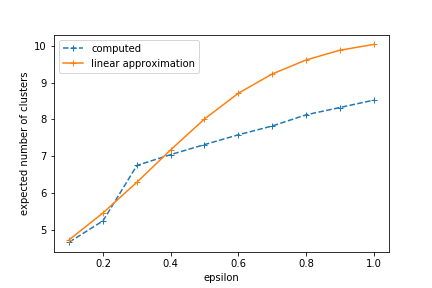 computed
linear approximation
expected number of clusters
10
9
8
7
6
5
0.2
0.4
0.6
0.8
1.0
epsilon